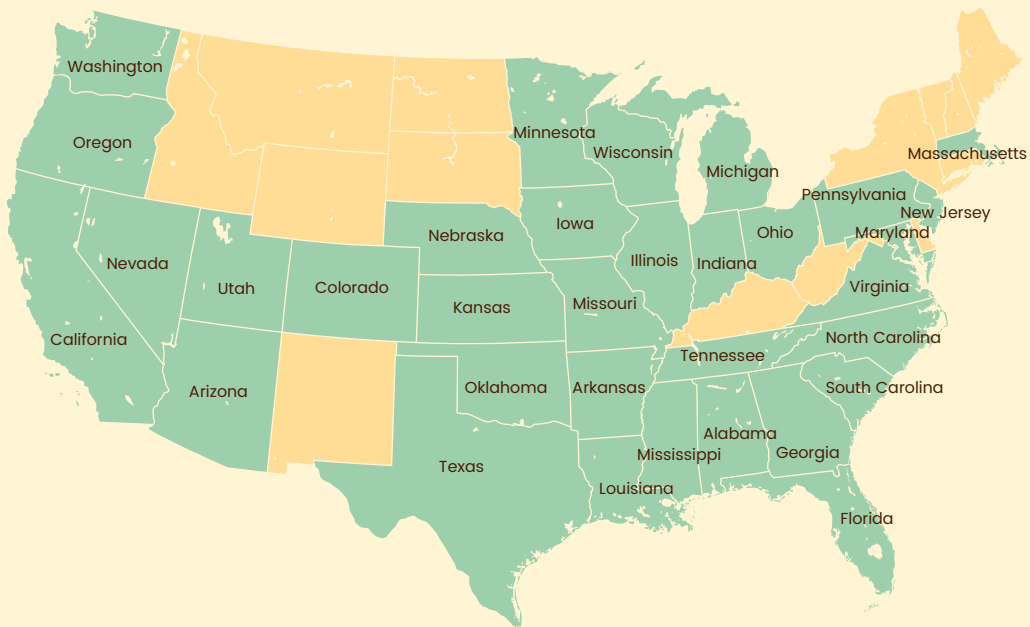 Washington
Oregon
Minnesota
Wisconsin
Massachusetts
Michigan
Pennsylvania
New Jersey
Nebraska
Iowa
Ohio
Maryland
Nevada
Utah
Colorado
Illinois
Indiana
Virginia
Kansas
Missouri
California
North Carolina
Tennessee
Arizona
Oklahoma
Arkansas
South Carolina
Alabama
Texas
Mississippi
Georgia
Louisiana
Florida